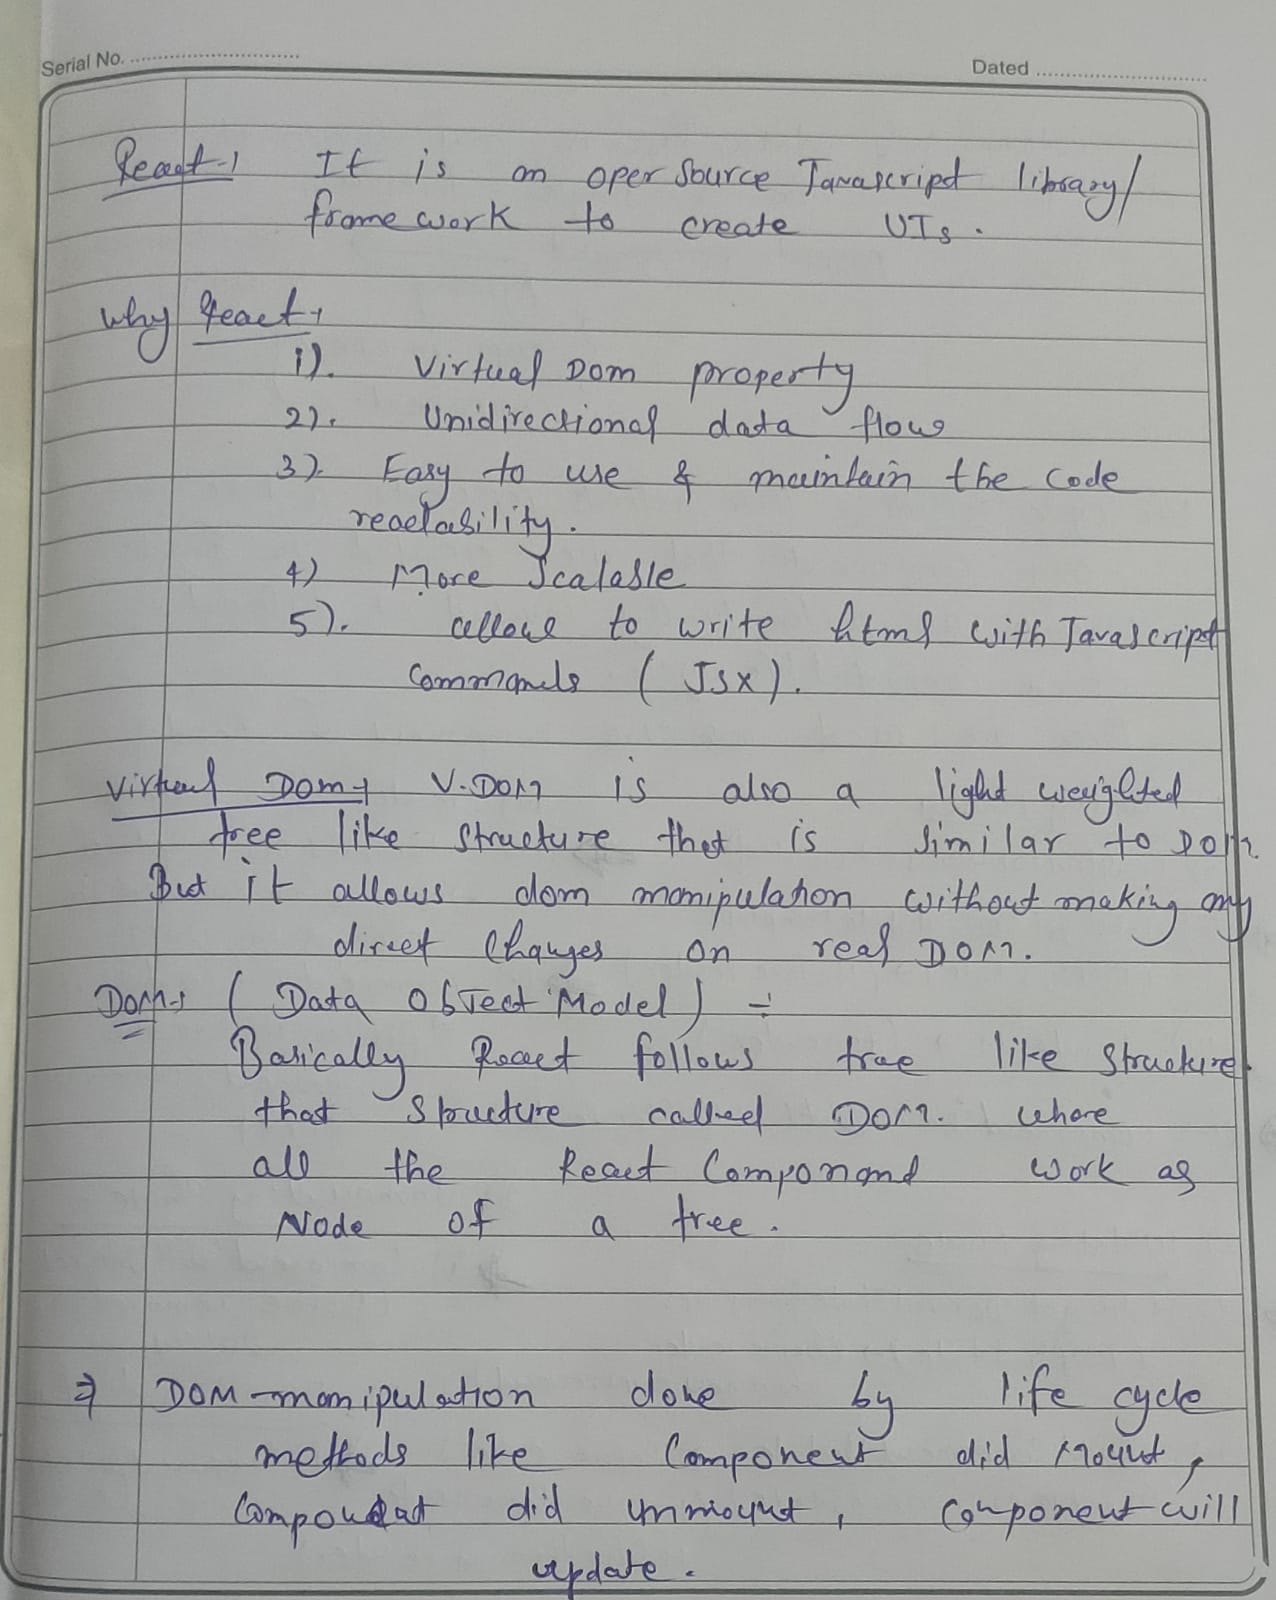 Serial No. ....................
Dated ....................
React-: It is an open source Javascript library/
frame work to create UIs.
Why react-:
1). Virtual DOM property
2). Unidirectional data flow
3). Easy to use & maintain the code
readability.
4) More Scalable
5). allow to write html with Javascript
Commands (JSX).
Virtual Dom-: V.DOM is also a light weighted
tree like structure that is similar to DOM
But it allows dom manipulation without making any
direct changes on real DOM.
DOM-: (Data Object Model) ÷
Basically React follows tree like structure
that structure called DOM. where
all the React Componand work as
Node of a tree.
⇒ DOM-manipulation done by life cycle
methods like Component did mount,
Component did unmount, component will
update.